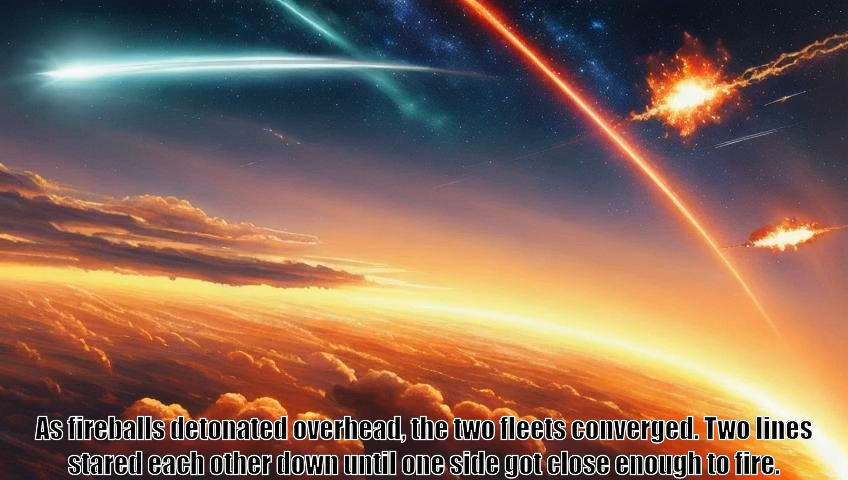 As fireballs detonated overhead, the two fleets converged. Two lines
stared each other down until one side got close enough to fire.